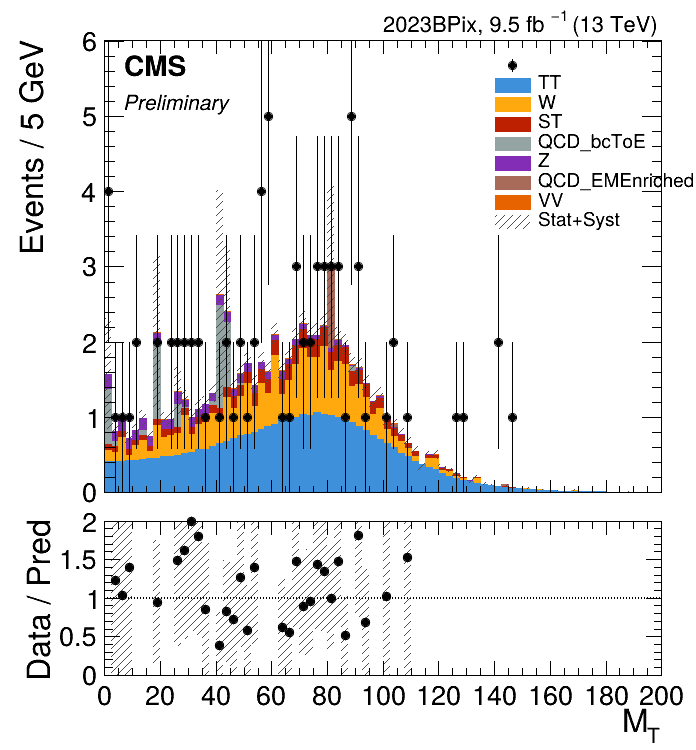 2023BPix, 9.5 fb⁻¹ (13 TeV)
Events / 5 GeV
6
5
4
3
2
1
0
CMS
Preliminary
TT
W
ST
QCD_bcToE
Z
QCD_EMEnriched
VV
Stat+Syst
Data / Pred
2
1.5
1
0.5
0
0 20 40 60 80 100 120 140 160 180 200
M_T